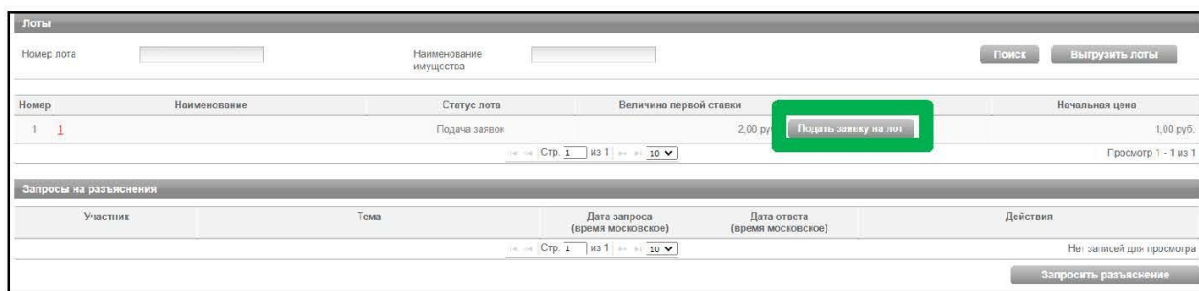 Лоты
Номер лота
Наименование имущества
Поиск
Выгрузить лоты
Номер Наименование Статус лота Величина первой ставки Начальная цена
1 1 Подача заявок 2,00 ру Подать заявку на лот 1,00 руб.
Стр. 1 из 1 10 Просмотр 1 - 1 из 1
Запросы на разъяснения
Участник Тема Дата запроса (время московское) Дата ответа (время московское) Действия
Стр. 1 из 1 10 Нет записей для просмотра
Запросить разъяснение